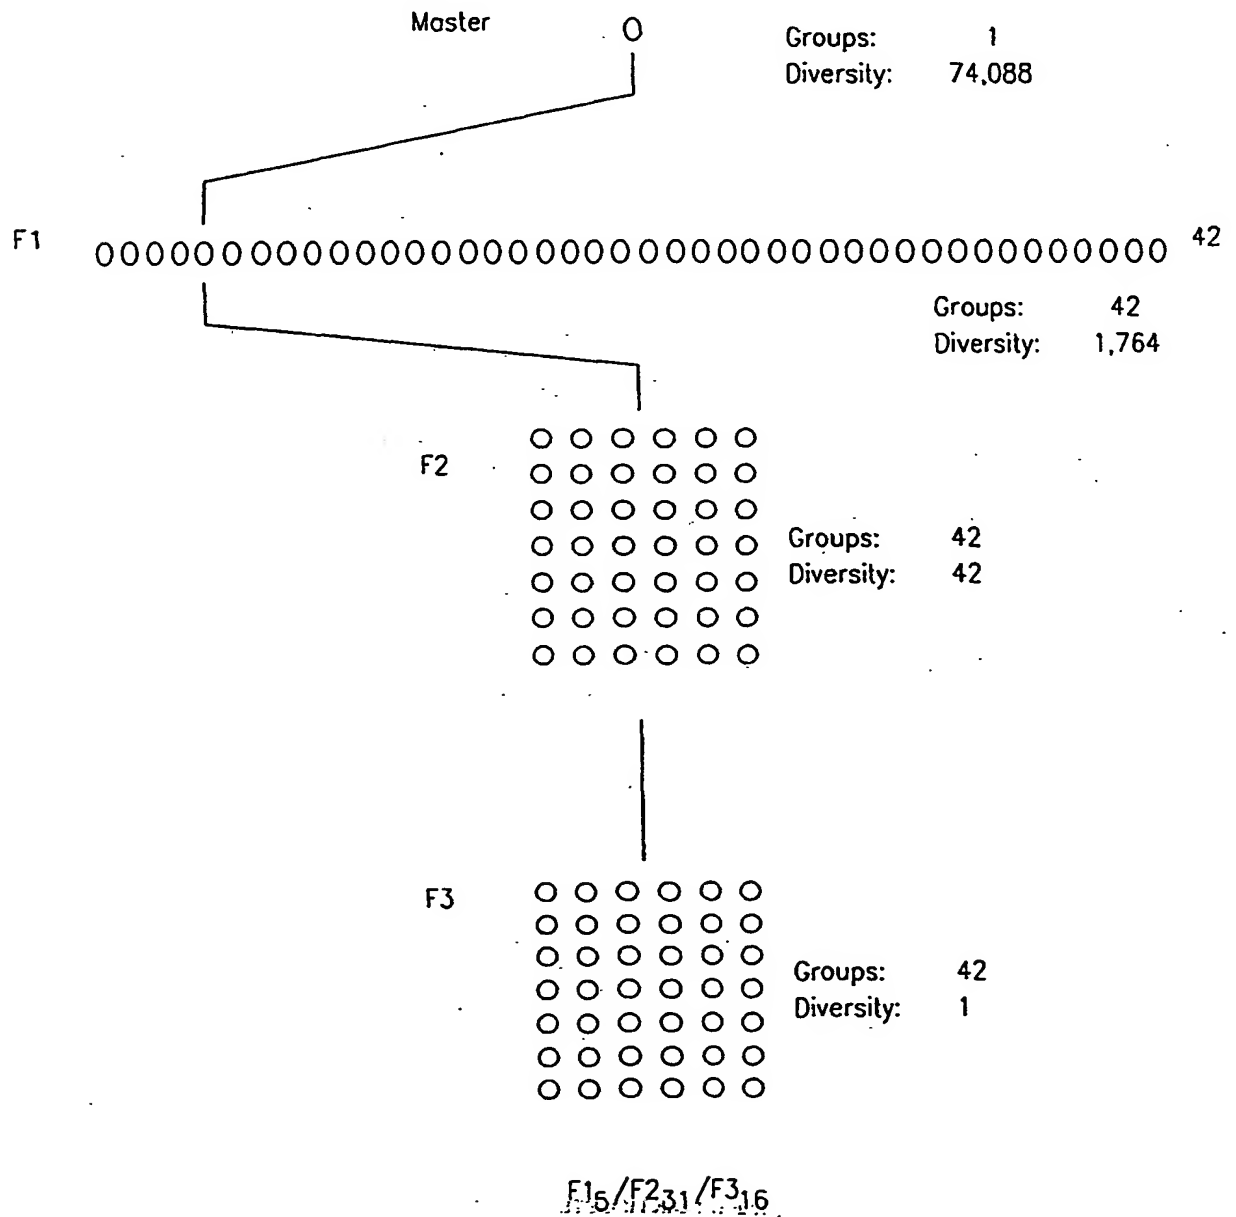 Master
Groups: 1
Diversity: 74,088
F1
42
Groups: 42
Diversity: 1,764
F2
Groups: 42
Diversity: 42
F3
Groups: 42
Diversity: 1
F1₅/F2₃₁/F3₁₆